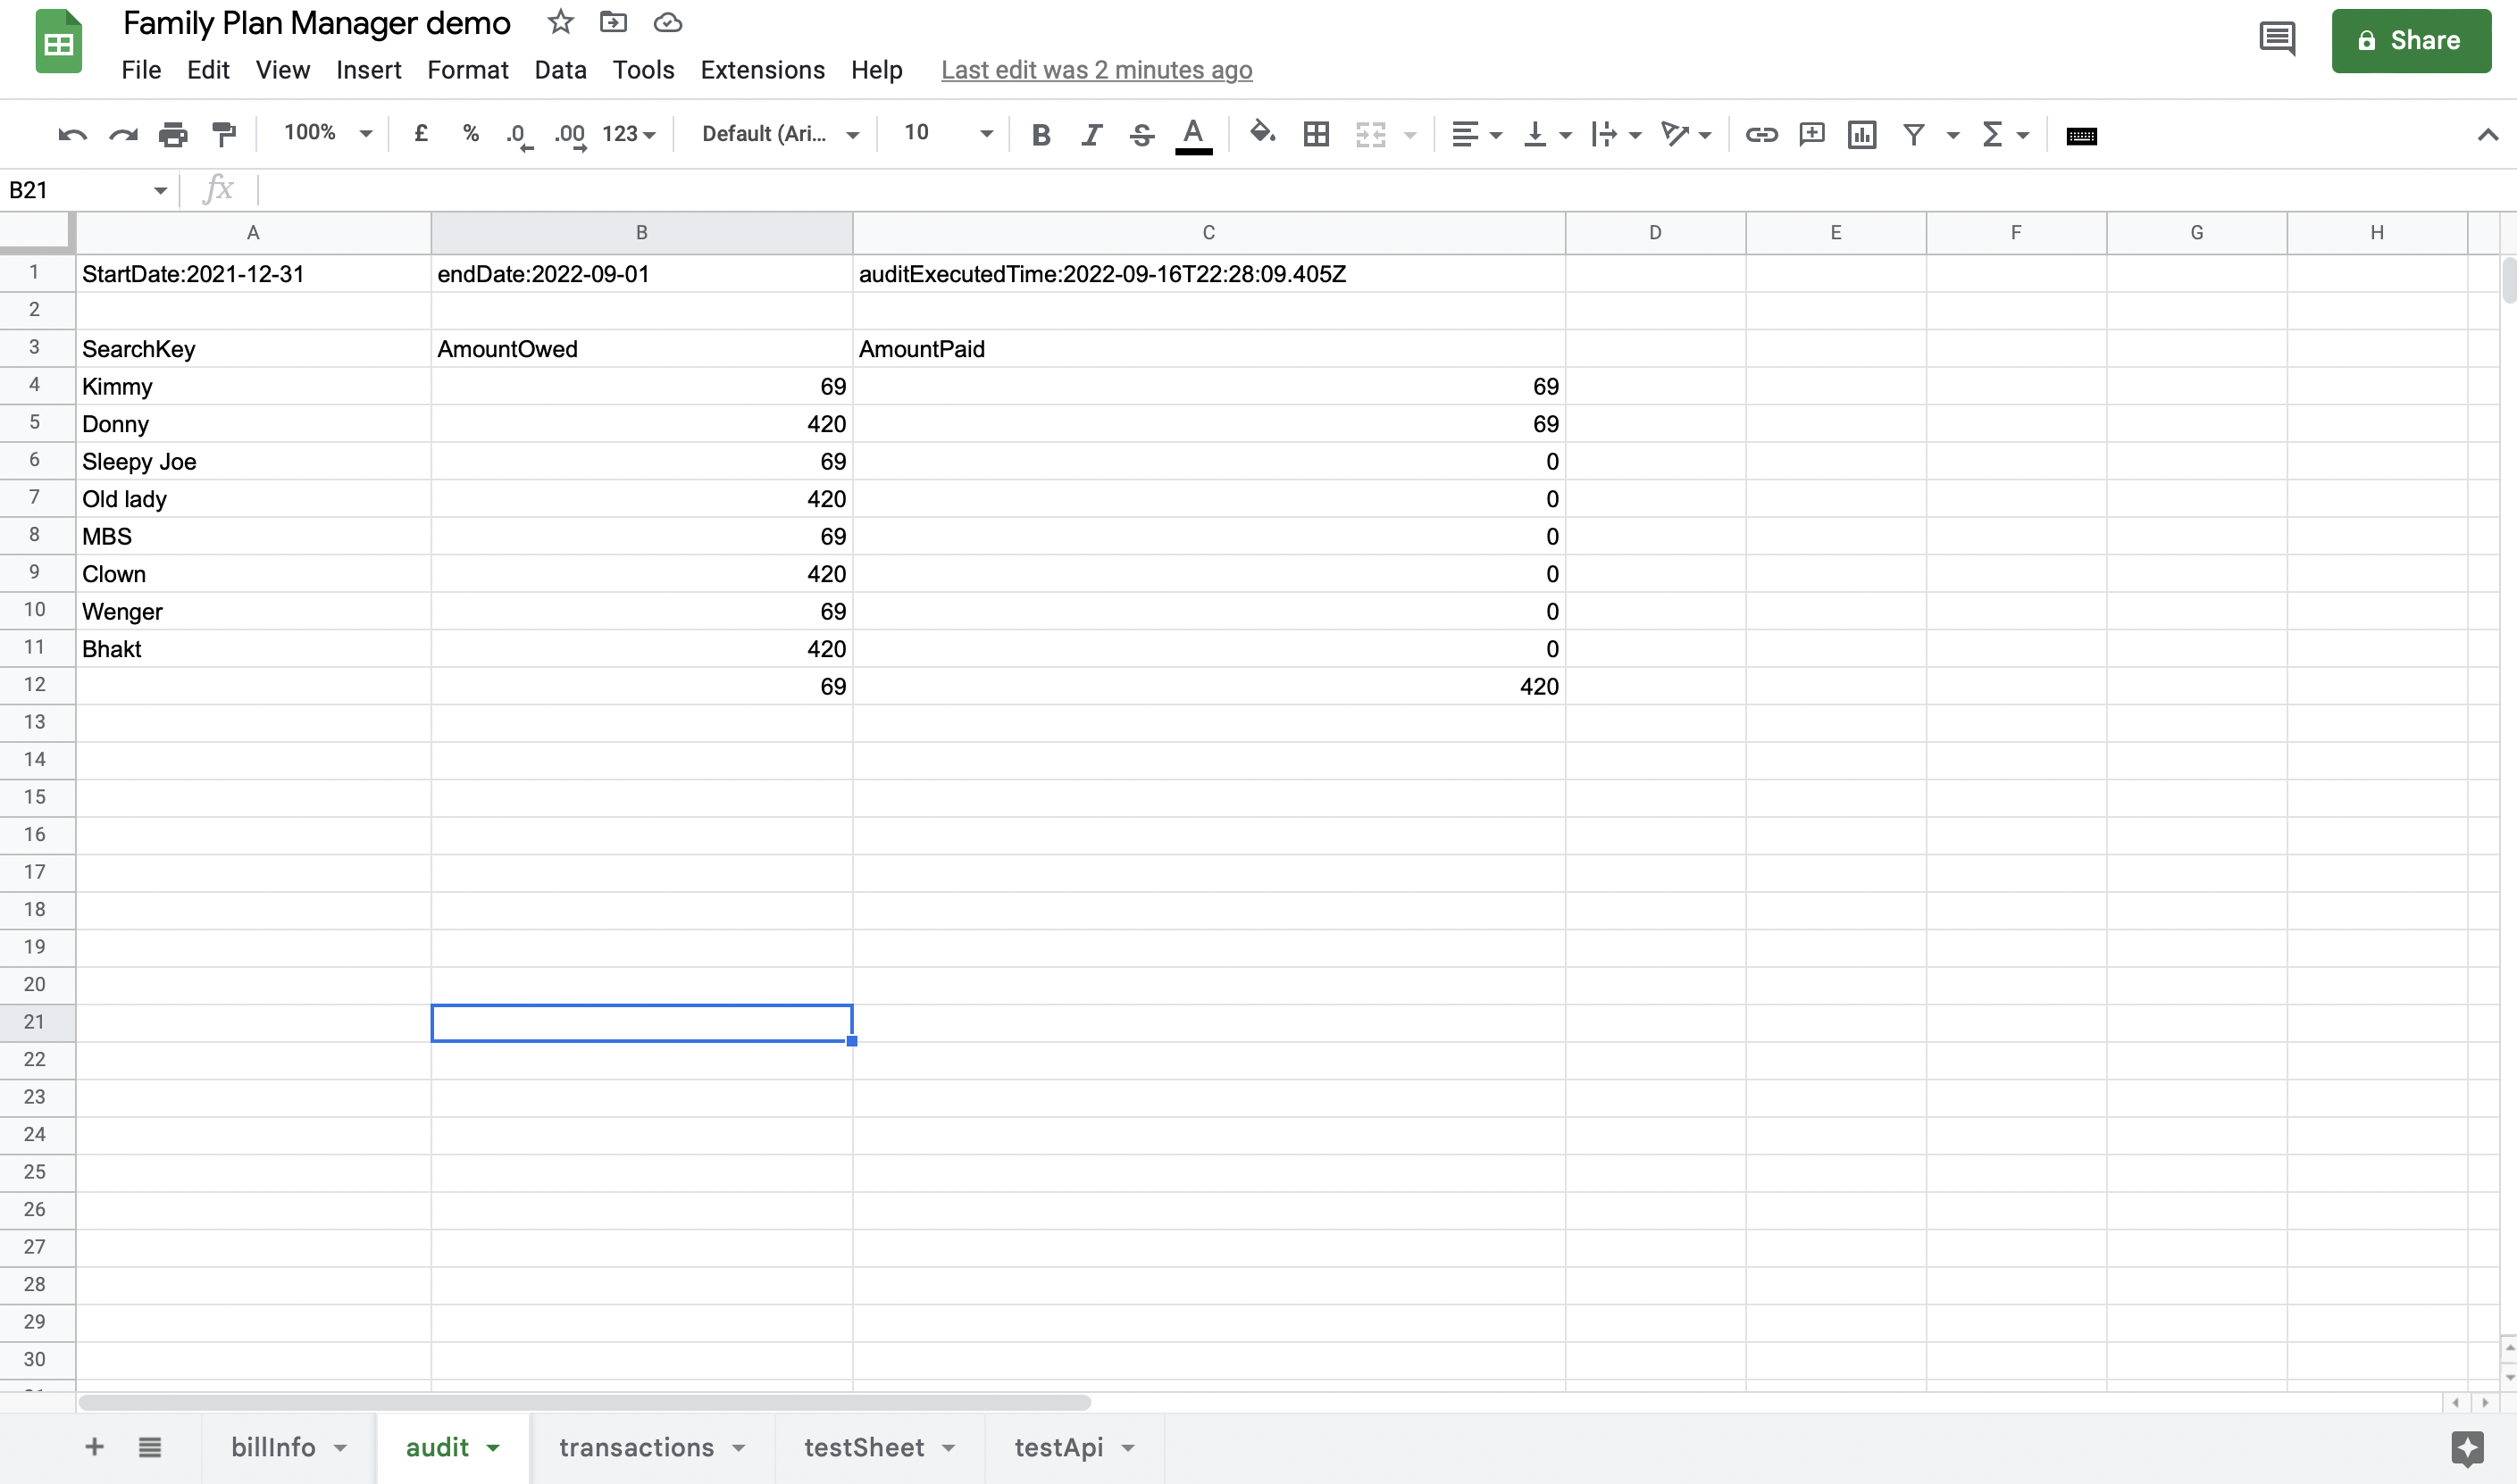 Family Plan Manager demo
Share
File Edit View Insert Format Data Tools Extensions Help Last edit was 2 minutes ago
100% £ % .0 .00 123 Default (Ari... 10 B I S A
B21 fx
A B C D E F G H
1 StartDate:2021-12-31 endDate:2022-09-01 auditExecutedTime:2022-09-16T22:28:09.405Z
2
3 SearchKey AmountOwed AmountPaid
4 Kimmy 69 69
5 Donny 420 69
6 Sleepy Joe 69 0
7 Old lady 420 0
8 MBS 69 0
9 Clown 420 0
10 Wenger 69 0
11 Bhakt 420 0
12 69 420
13
14
15
16
17
18
19
20
21
22
23
24
25
26
27
28
29
30
billInfo audit transactions testSheet testApi